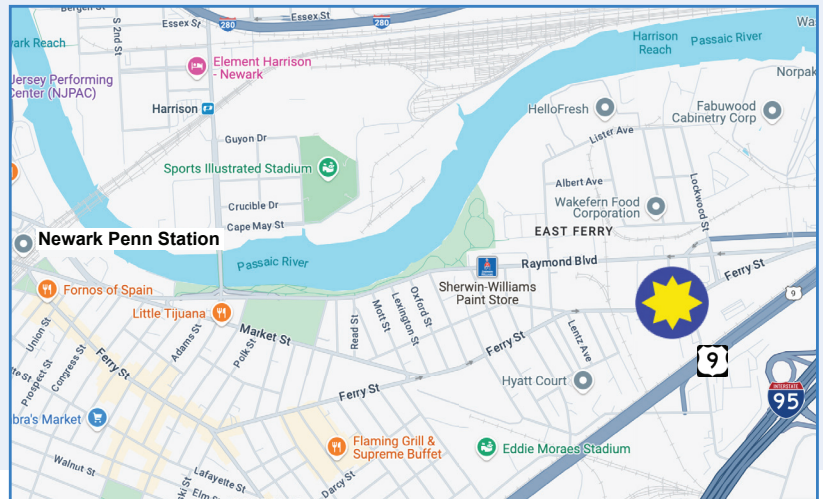 Bergen St
S 2nd St
Essex St
280
Essex St
280
Harrison
Reach
Passaic River
Wa
ark Reach
Element Harrison
- Newark
Norpak
Jersey Performing
Center (NJPAC)
Harrison
HelloFresh
Fabuwood
Cabinetry Corp
Guyon Dr
Lister Ave
Sports Illustrated Stadium
Albert Ave
Lockwood St
Wakefern Food
Corporation
Crucible Dr
Cape May St
EAST FERRY
Newark Penn Station
Passaic River
Raymond Blvd
Ferry St
Sherwin-Williams
Paint Store
Fornos of Spain
Little Tijuana
9
Market St
Mott St
Lexington St
Oxford St
Read St
Union St
Adams St
Polk St
Ferry St
Lentz Ave
Prospect St
Congress St
Ferry St
9
Hyatt Court
Ferry St
INTERSTATE
95
bra's Market
Flaming Grill &
Supreme Buffet
Eddie Moraes Stadium
Walnut St
Lafayette St
Elm St
Darcy St